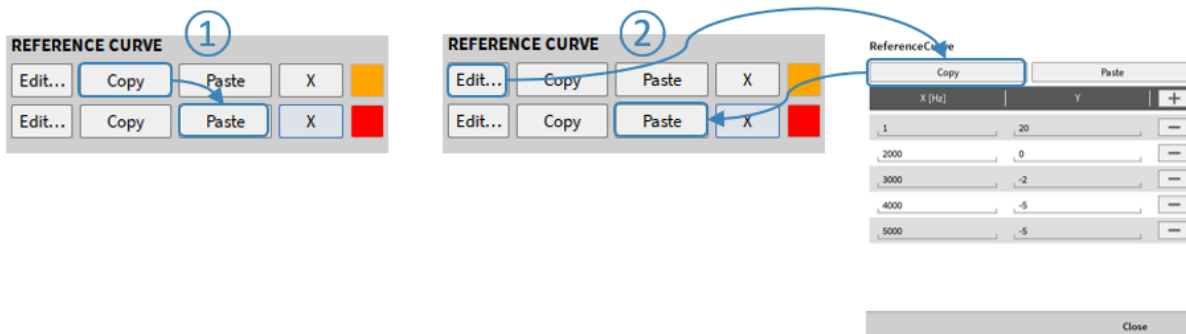 1
REFERENCE CURVE
Edit... Copy Paste X
Edit... Copy Paste X
2
REFERENCE CURVE
Edit... Copy Paste X
Edit... Copy Paste X
ReferenceCurve
Copy Paste
X [Hz] Y +
1 20 −
2000 0 −
3000 -2 −
4000 -5 −
5000 -5 −
Close